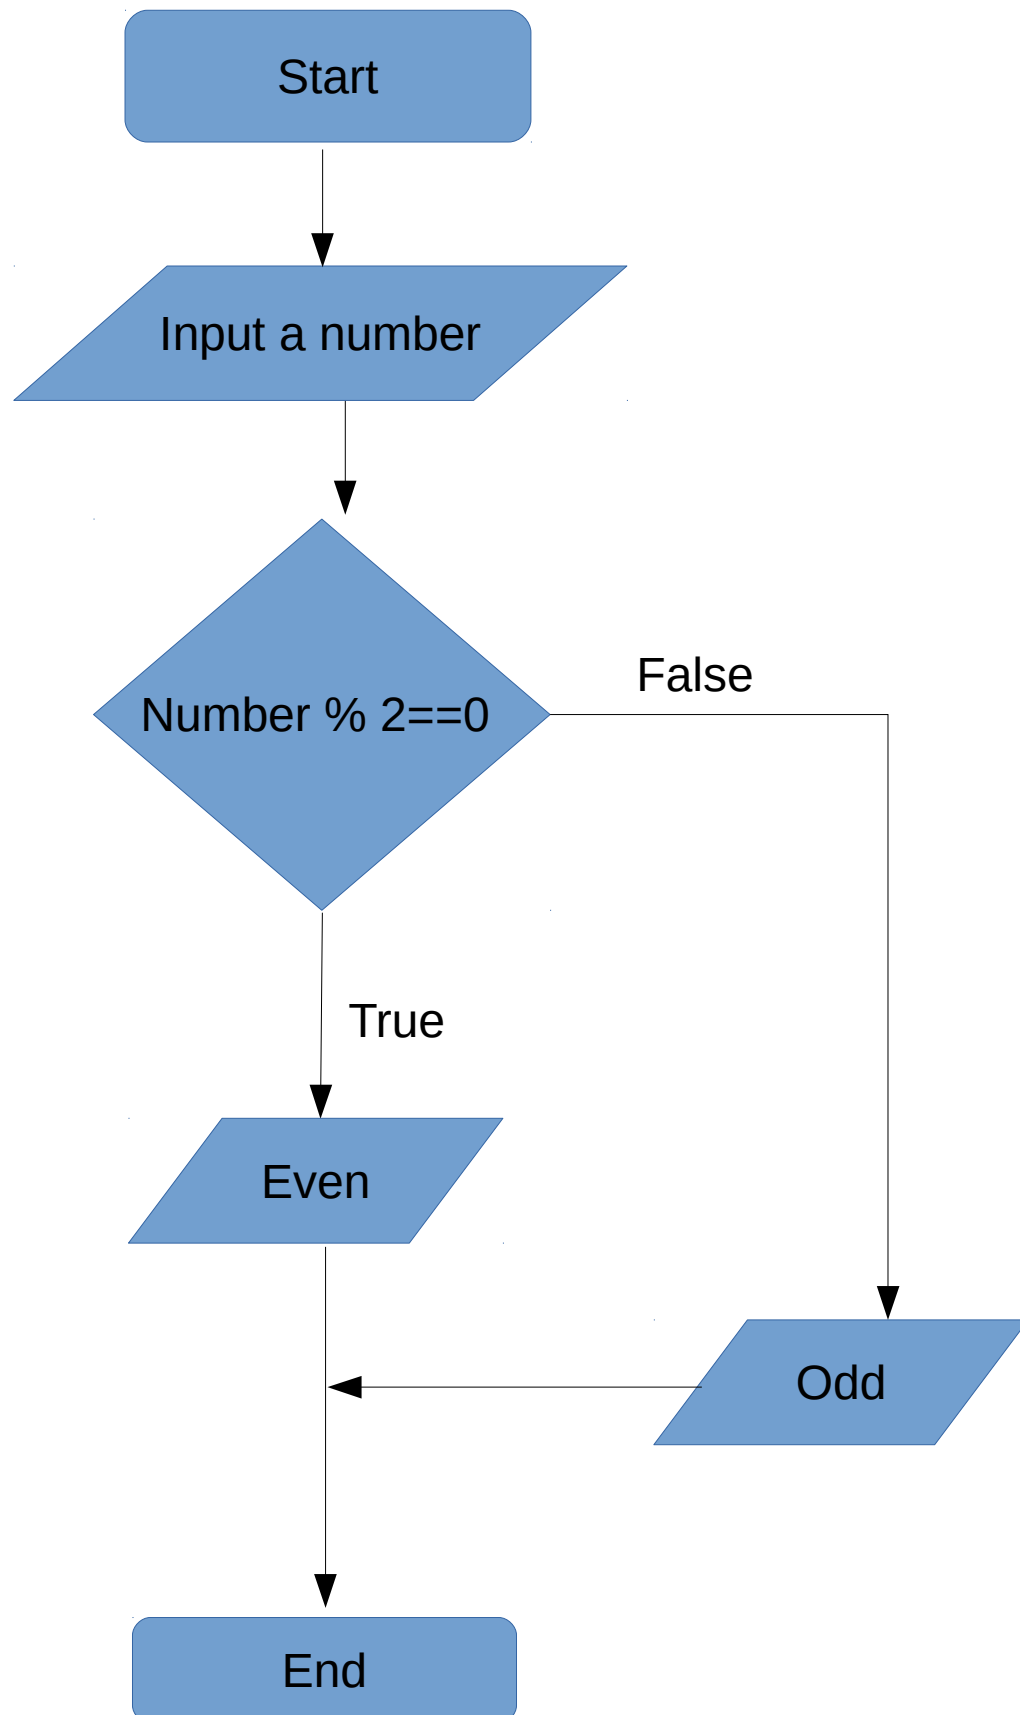 Start
Input a number
Number % 2==0
False
True
Even
Odd
End